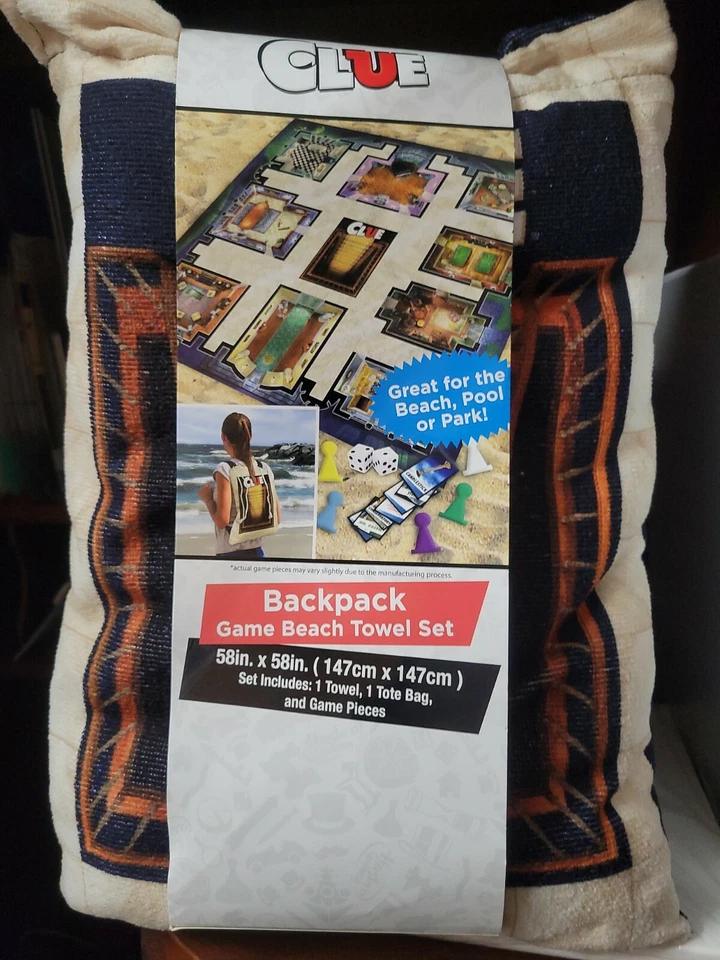 CLUE
CLUE
Great for the
Beach, Pool
or Park!
CLUE
CANDLESTICK
*actual game pieces may vary slightly due to the manufacturing process.
Backpack
Game Beach Towel Set
58in. x 58in. ( 147cm x 147cm )
Set Includes: 1 Towel, 1 Tote Bag,
and Game Pieces